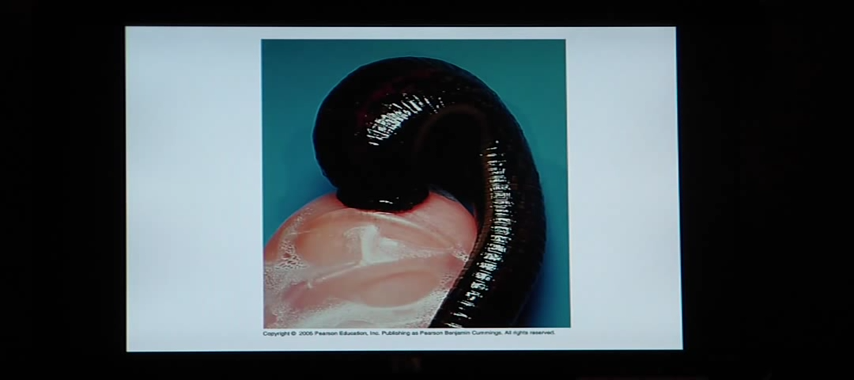 Copyright © 2005 Pearson Education, Inc. Publishing as Pearson Benjamin Cummings. All rights reserved.